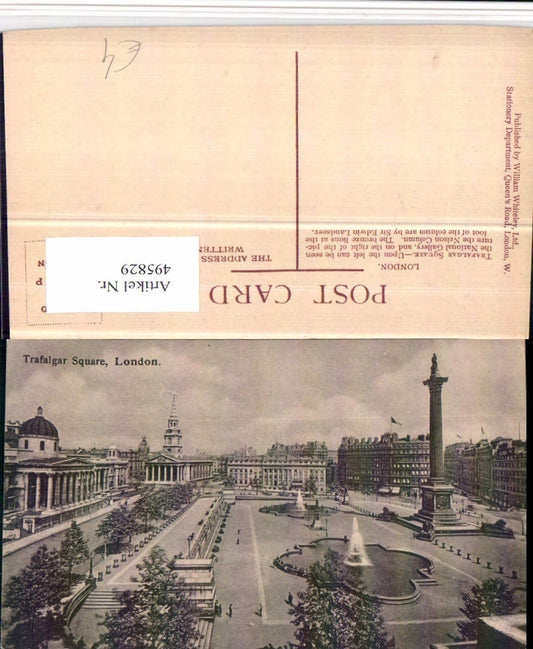 POST CARD
LONDON.
TRAFALGAR SQUARE.—Upon the left can be seen
the National Gallery, and on the right of the pic-
ture the Nelson Column. The bronze lions at the
foot of the column are by Sir Edwin Landseer.
THE ADDRESS
WRITTEN
Artikel Nr.
495829
Published by William Whiteley, Ltd.
Stationery Department, Queen's Road, London, W.
Trafalgar Square, London.